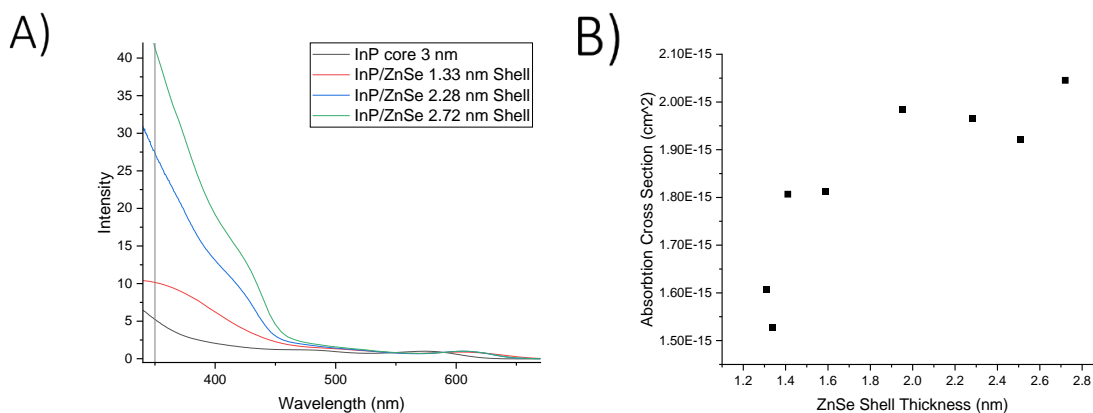 A)
Intensity
40
35
30
25
20
15
10
5
0
InP core 3 nm
InP/ZnSe 1.33 nm Shell
InP/ZnSe 2.28 nm Shell
InP/ZnSe 2.72 nm Shell
400
500
600
Wavelength (nm)
B)
Absorbtion Cross Section (cm^2)
2.10E-15
2.00E-15
1.90E-15
1.80E-15
1.70E-15
1.60E-15
1.50E-15
1.2
1.4
1.6
1.8
2.0
2.2
2.4
2.6
2.8
ZnSe Shell Thickness (nm)